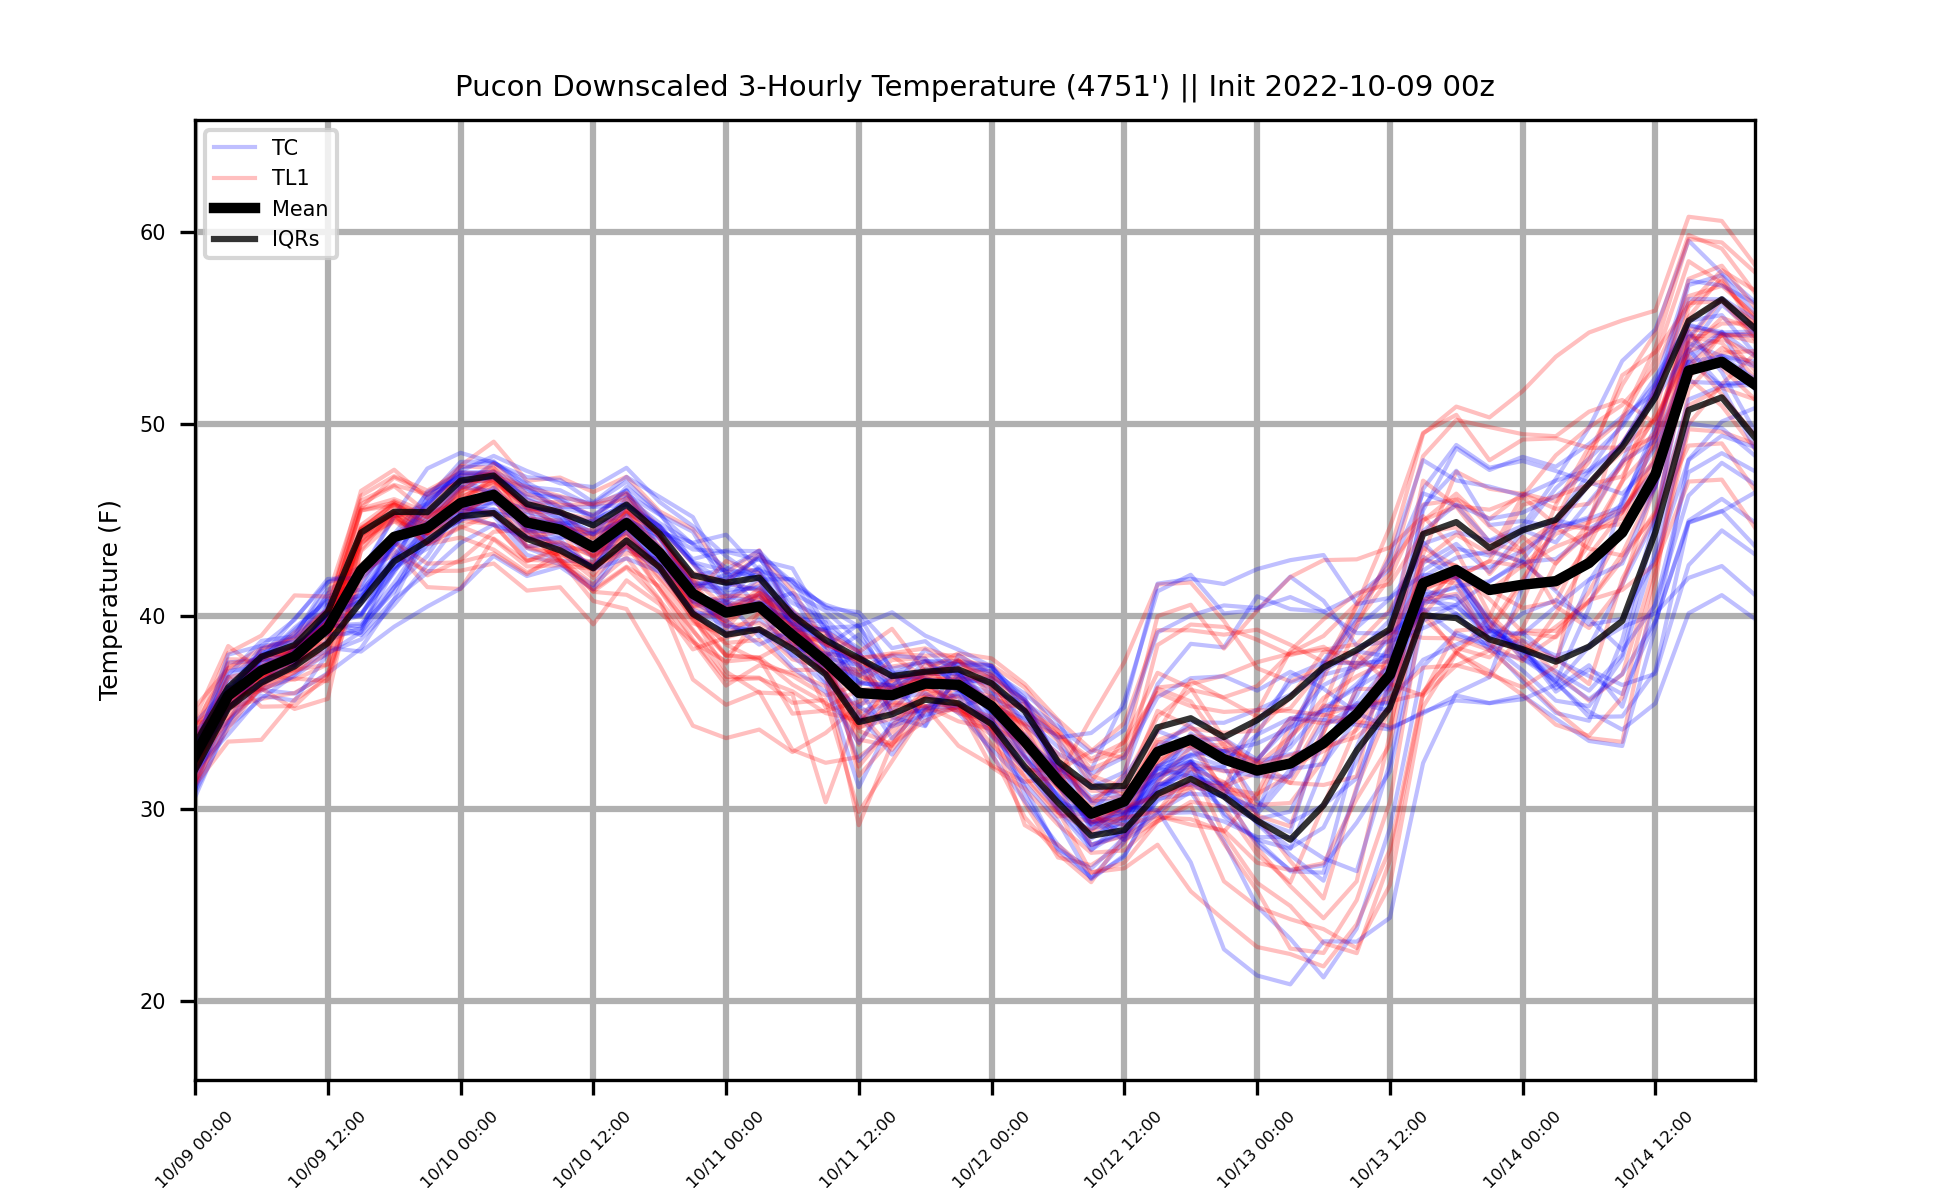 Pucon Downscaled 3-Hourly Temperature (4751') || Init 2022-10-09 00z
TC
TL1
Mean
IQRs
Temperature (F)
60
50
40
30
20
10/09 00:00
10/09 12:00
10/10 00:00
10/10 12:00
10/11 00:00
10/11 12:00
10/12 00:00
10/12 12:00
10/13 00:00
10/13 12:00
10/14 00:00
10/14 12:00